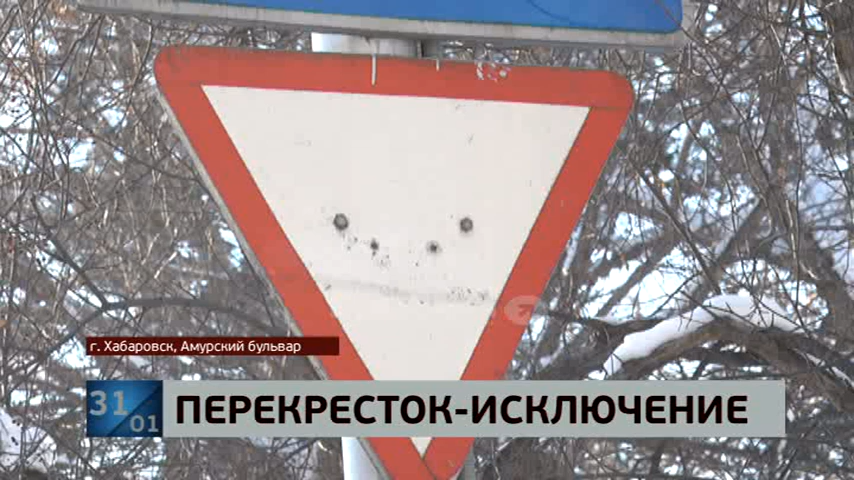 г. Хабаровск, Амурский бульвар
31
01
ПЕРЕКРЕСТОК-ИСКЛЮЧЕНИЕ